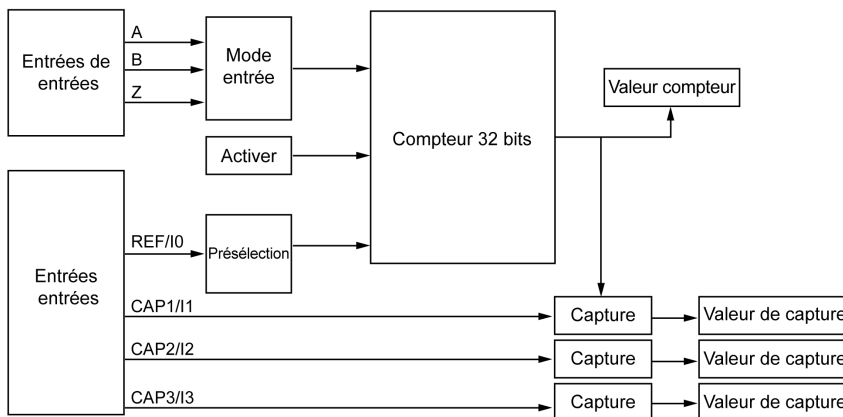 Entrées de
entrées
A
B
Z
Mode
entrée
Activer
Compteur 32 bits
Valeur compteur
Entrées
entrées
REF/I0
Présélection
CAP1/I1
Capture
Valeur de capture
CAP2/I2
Capture
Valeur de capture
CAP3/I3
Capture
Valeur de capture